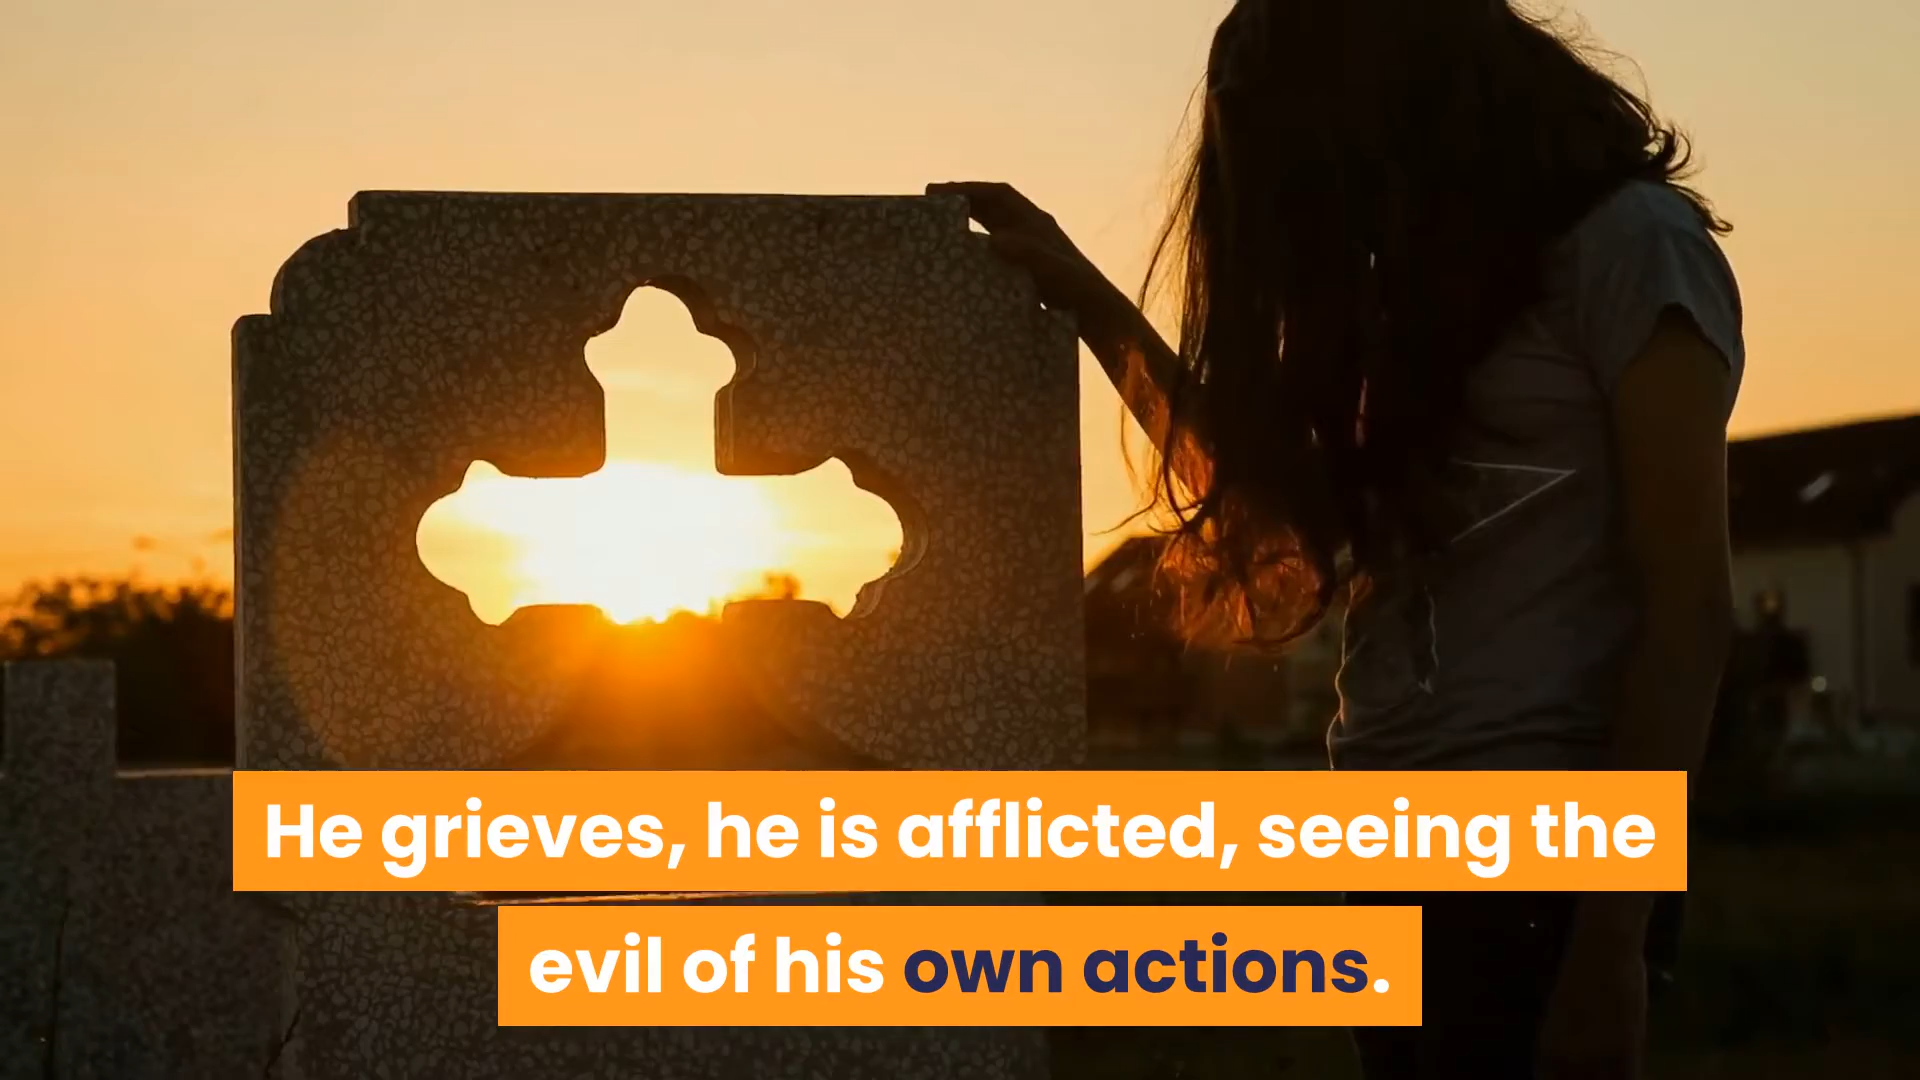 He grieves, he is afflicted, seeing the
evil of his own actions.